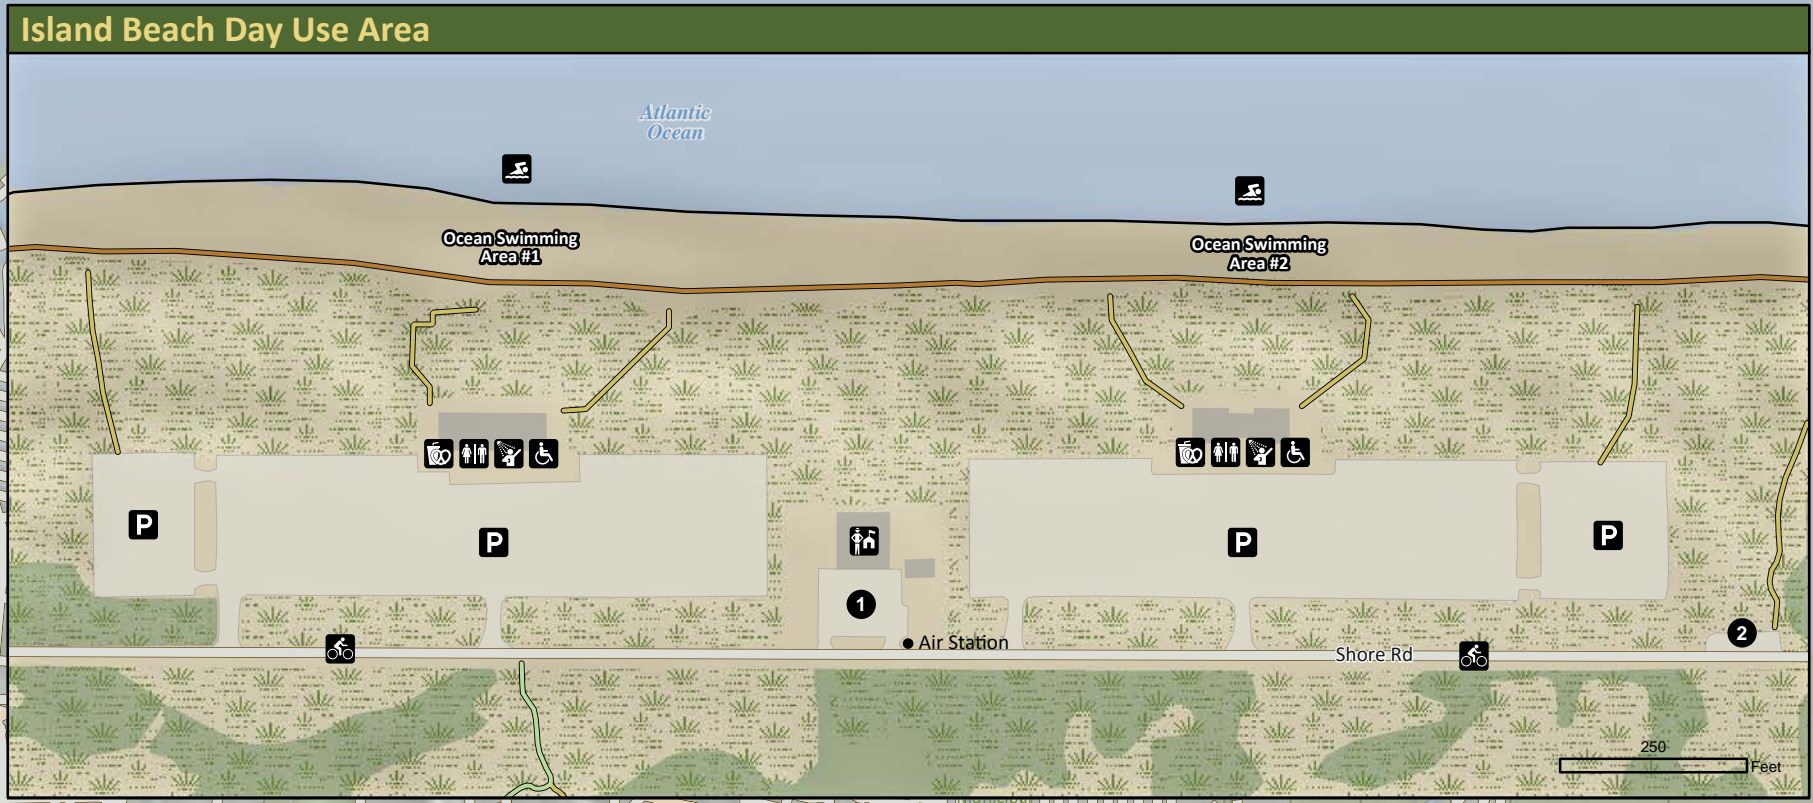 Island Beach Day Use Area
Atlantic
Ocean
Ocean Swimming
Area #1
Ocean Swimming
Area #2
P
P
P
P
1
Air Station
2
Shore Rd
250
Feet